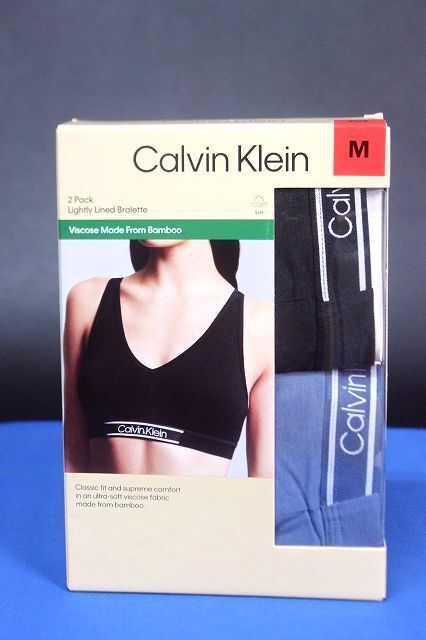 M
Calvin Klein
2 Pack
Lightly Lined Bralette
Soft
Viscose Made From Bamboo
Cal
Calvin
Calvin Klein
Classic fit and supreme comfort
in an ultra-soft viscose fabric
made from bamboo.